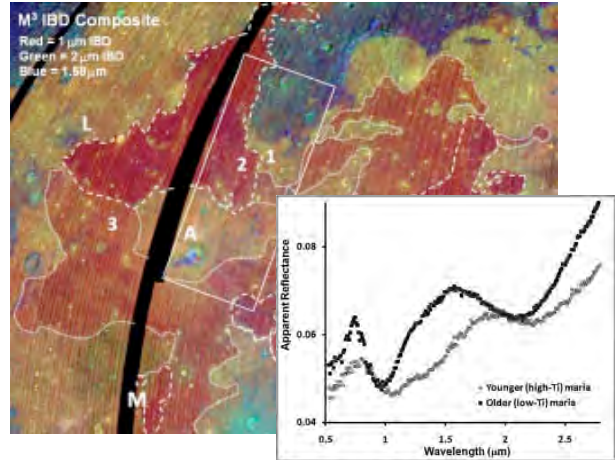 M³ IBD Composite
Red = 1 µm IBD
Green = 2 µm IBD
Blue = 1.58µm
L
2
1
3
A
M
Apparent Reflectance
0.08
0.06
0.04
0.5
1
1.5
2
2.5
Wavelength (µm)
Younger (high-Ti) maria
Older (low-Ti) maria